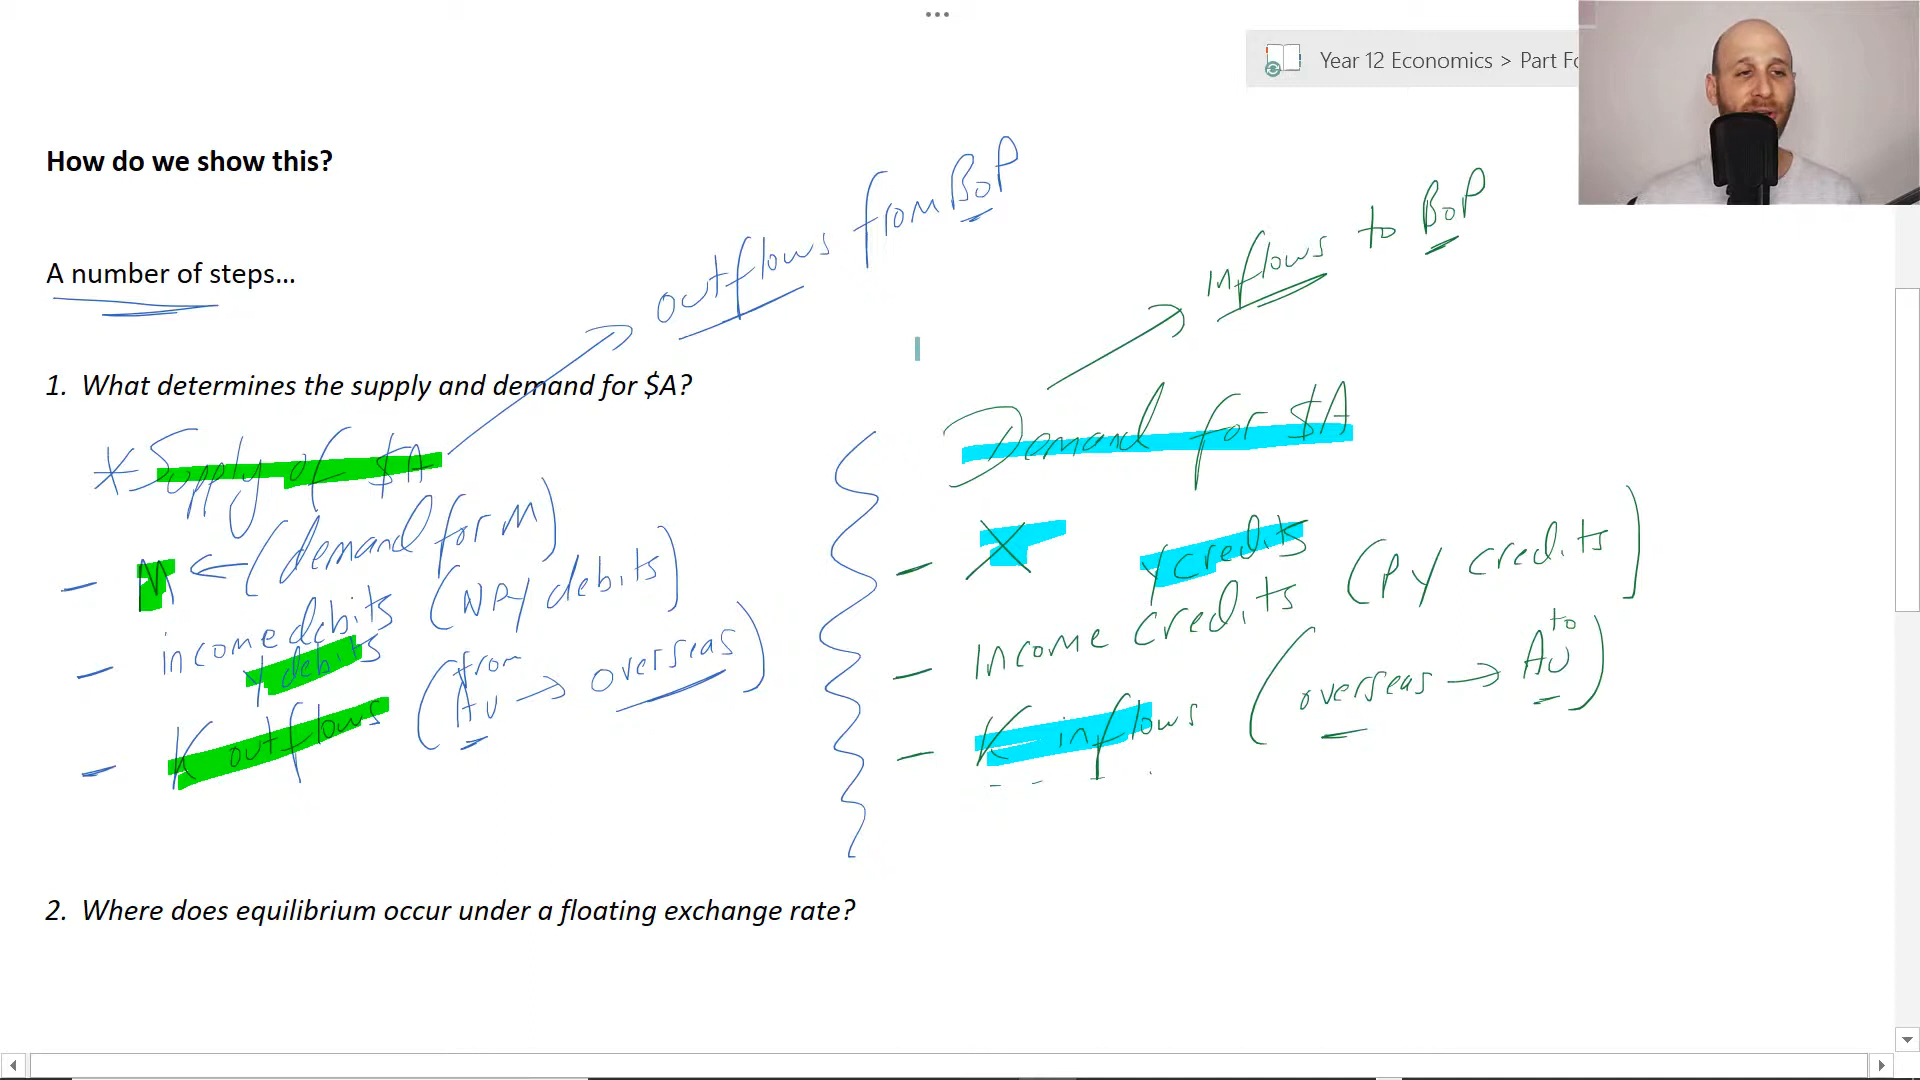 ...
Year 12 Economics > Part Fo
How do we show this?
outflows from BoP
inflows to BoP
A number of steps...
1. What determines the supply and demand for $A?
* Supply of $A
- M ← (demand for M)
- income debits (NPY debits)
Y debits
- K outflows (from AU → overseas)
Demand for $A
- X
Y credits
- Income credits (PY credits)
- K inflows (overseas → to AU)
2. Where does equilibrium occur under a floating exchange rate?